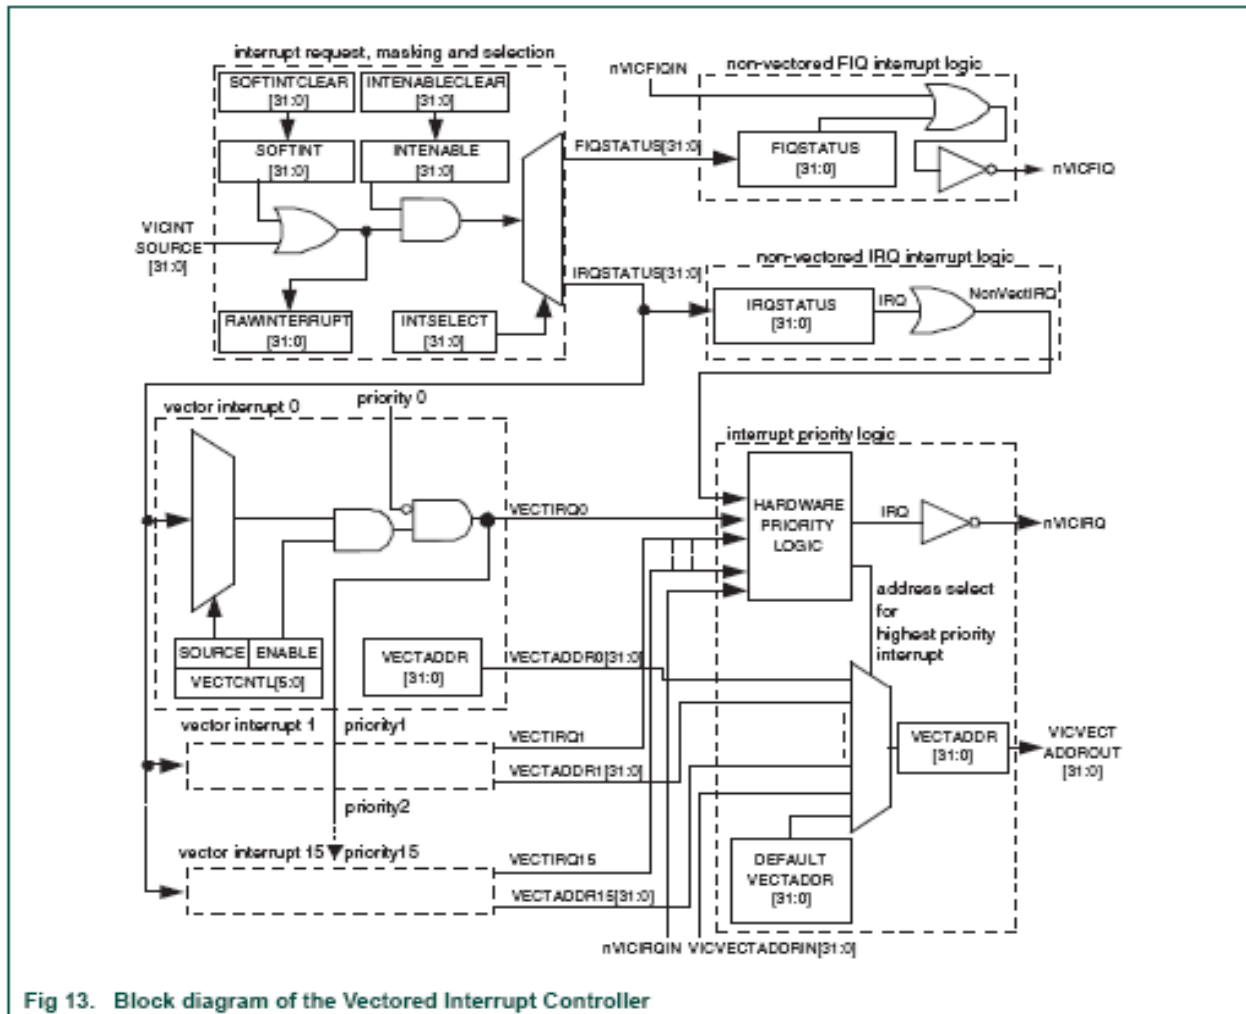 interrupt request, masking and selection
SOFTINTCLEAR
[31:0]
INTENABLECLEAR
[31:0]
SOFTINT
[31:0]
INTENABLE
[31:0]
VICINT
SOURCE
[31:0]
RAWINTERRUPT
[31:0]
INTSELECT
[31:0]
nVICFIQIN
non-vectored FIQ interrupt logic
FIQSTATUS[31:0]
FIQSTATUS
[31:0]
nVICFIQ
IRQSTATUS[31:0]
non-vectored IRQ interrupt logic
IRQSTATUS
[31:0]
IRQ
NonVectIRQ
vector interrupt 0
priority 0
SOURCE
ENABLE
VECTCNTL[5:0]
VECTADDR
[31:0]
VECTIRQ0
VECTADDR0[31:0]
interrupt priority logic
HARDWARE
PRIORITY
LOGIC
IRQ
nVICIRQ
address select
for
highest priority
interrupt
vector interrupt 1
priority1
VECTIRQ1
VECTADDR1[31:0]
priority2
VECTADDR
[31:0]
VICVECT
ADDROUT
[31:0]
vector interrupt 15
priority15
VECTIRQ15
VECTADDR15[31:0]
DEFAULT
VECTADDR
[31:0]
nVICIRQIN
VICVECTADDRIN[31:0]
Fig 13. Block diagram of the Vectored Interrupt Controller